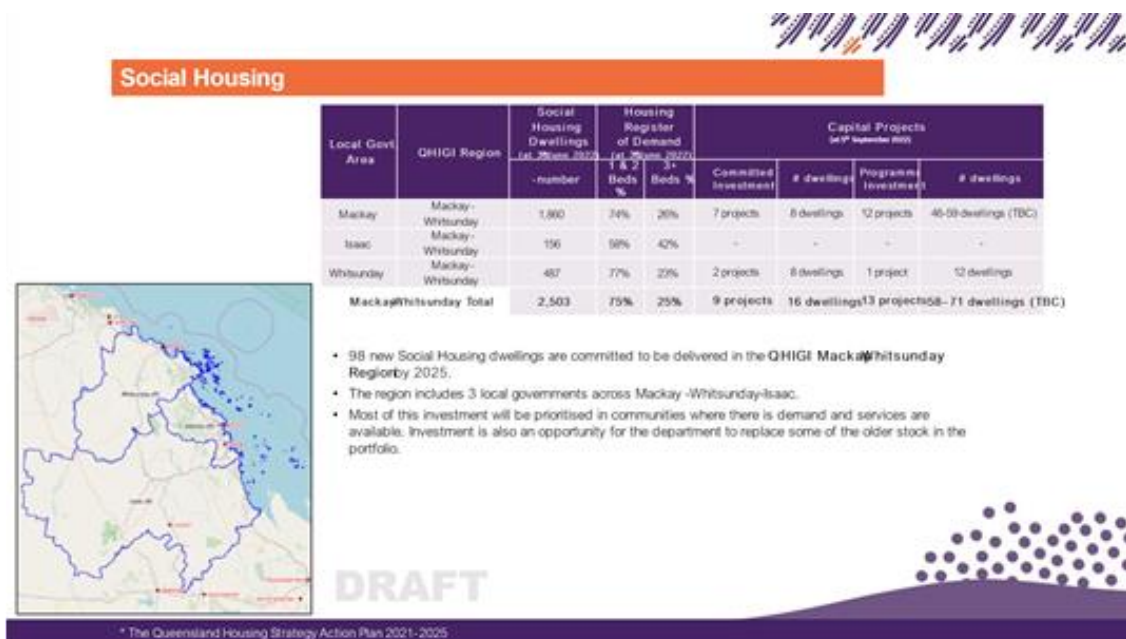 Social Housing
Local Govt Area
QHIGI Region
Social Housing Dwellings
Housing Register of Demand
Capital Projects
-number
1 & 2 Beds %
3+ Beds %
Committed Investment
# dwellings
Programme Investment
# dwellings
Mackay Mackay-Whitsunday 1,860 74% 26% 7 projects 8 dwellings 12 projects 46-59 dwellings (TBC)
Isaac Mackay-Whitsunday 156 58% 42% - - - -
Whitsunday Mackay-Whitsunday 487 77% 23% 2 projects 8 dwellings 1 project 12 dwellings
Mackay Whitsunday Total 2,503 75% 25% 9 projects 16 dwellings 13 projects 58–71 dwellings (TBC)
• 98 new Social Housing dwellings are committed to be delivered in the QHIGI Mackay Whitsunday
Region by 2025.
• The region includes 3 local governments across Mackay -Whitsunday-Isaac.
• Most of this investment will be prioritised in communities where there is demand and services are
available. Investment is also an opportunity for the department to replace some of the older stock in the
portfolio.
DRAFT
* The Queensland Housing Strategy Action Plan 2021-2025